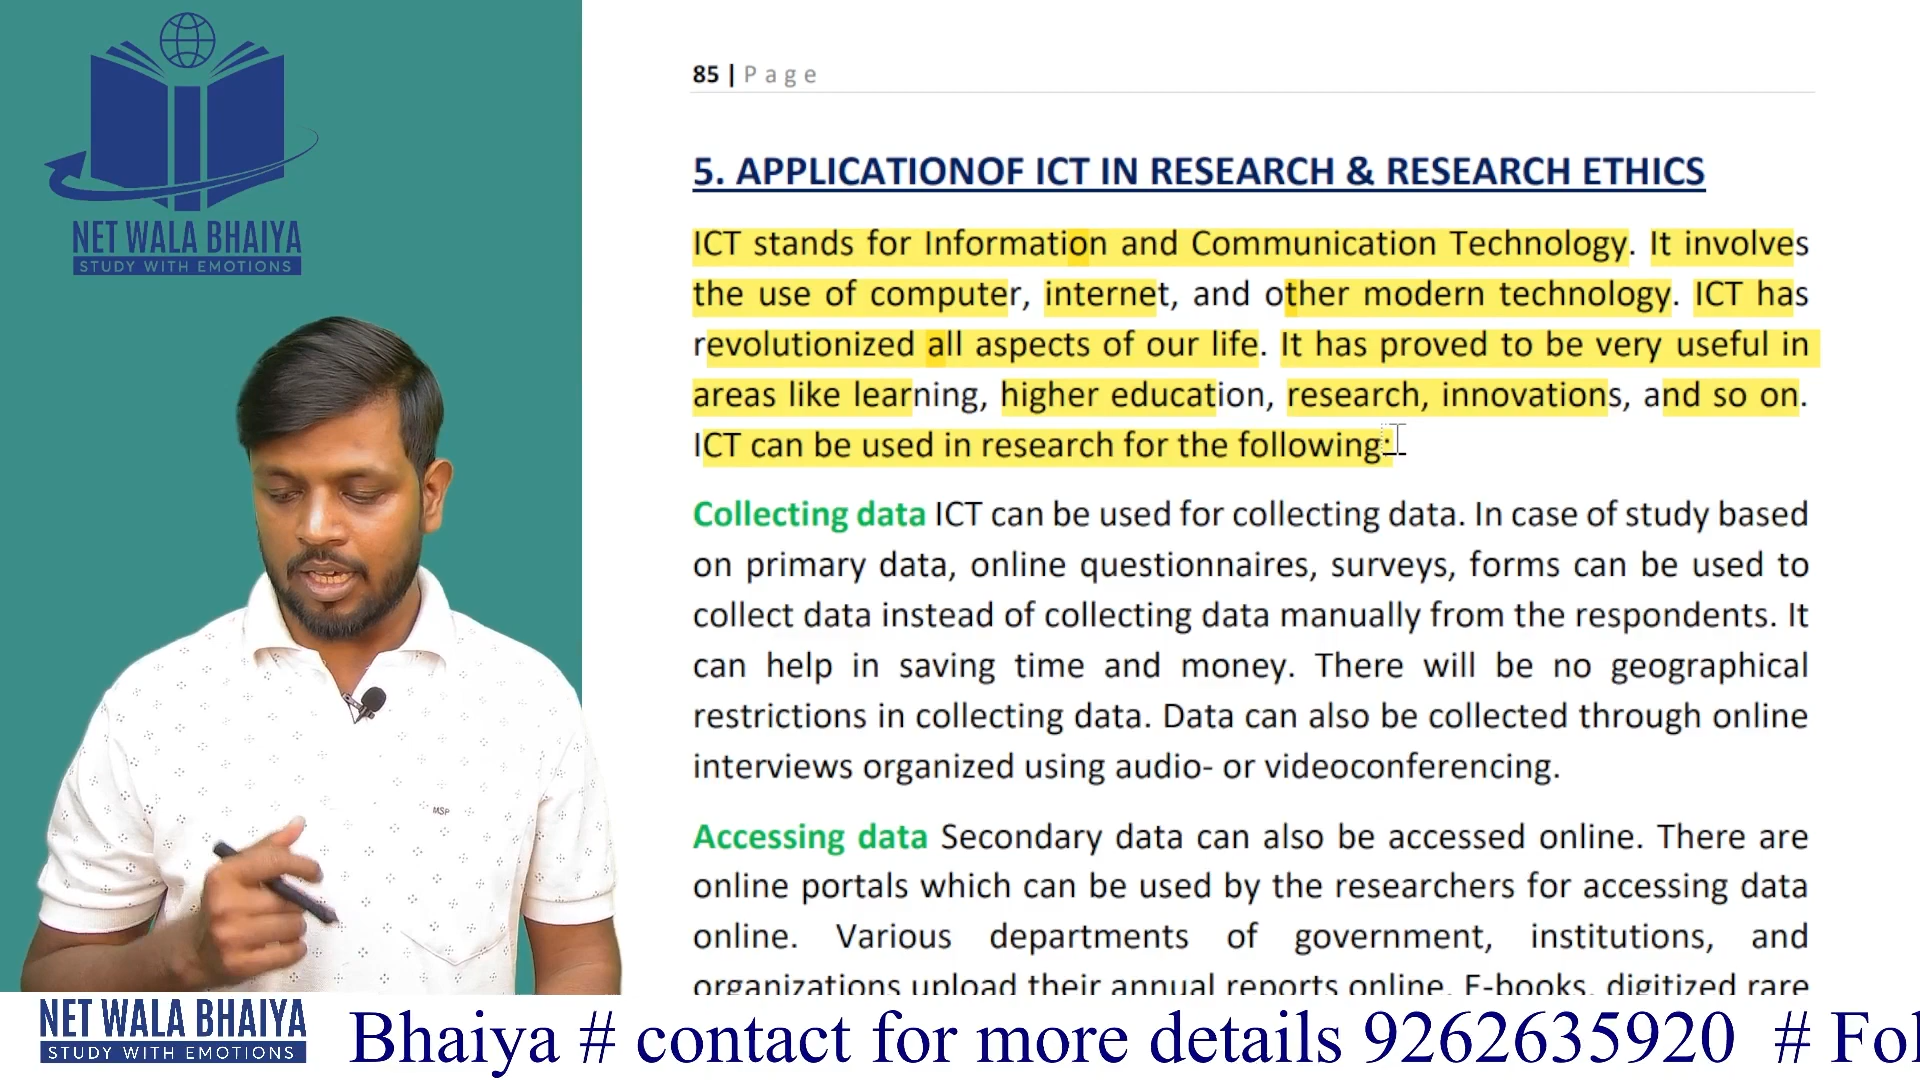 NET WALA BHAIYA
STUDY WITH EMOTIONS
85 | Page
5. APPLICATIONOF ICT IN RESEARCH & RESEARCH ETHICS
ICT stands for Information and Communication Technology. It involves
the use of computer, internet, and other modern technology. ICT has
revolutionized all aspects of our life. It has proved to be very useful in
areas like learning, higher education, research, innovations, and so on.
ICT can be used in research for the following:
Collecting data ICT can be used for collecting data. In case of study based
on primary data, online questionnaires, surveys, forms can be used to
collect data instead of collecting data manually from the respondents. It
can help in saving time and money. There will be no geographical
restrictions in collecting data. Data can also be collected through online
interviews organized using audio- or videoconferencing.
Accessing data Secondary data can also be accessed online. There are
online portals which can be used by the researchers for accessing data
online. Various departments of government, institutions, and
organizations upload their annual reports online. E-books, digitized rare
MSP
NET WALA BHAIYA
STUDY WITH EMOTIONS
Bhaiya # contact for more details 9262635920 # Fol